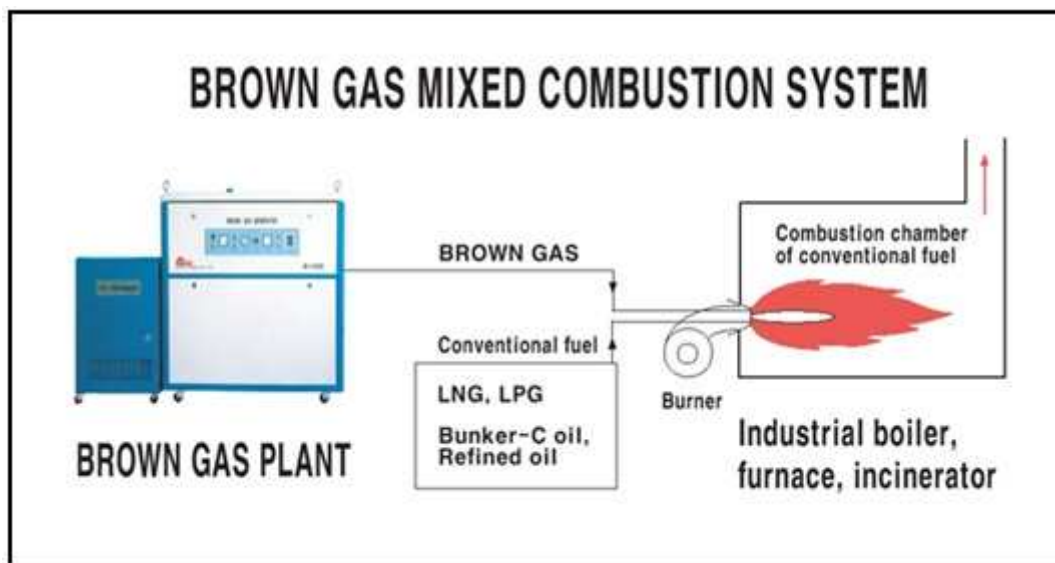 BROWN GAS MIXED COMBUSTION SYSTEM
BROWN GAS
Combustion chamber
of conventional fuel
Conventional fuel
LNG, LPG
Bunker-C oil,
Refined oil
Burner
BROWN GAS PLANT
Industrial boiler,
furnace, incinerator